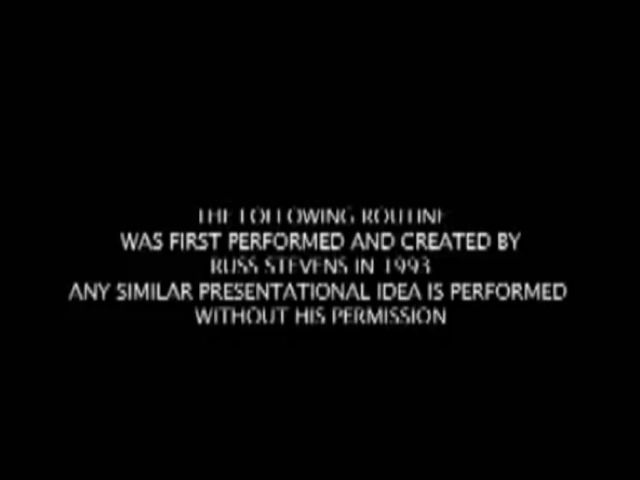 THE FOLLOWING ROUTINE
WAS FIRST PERFORMED AND CREATED BY
RUSS STEVENS IN 1993
ANY SIMILAR PRESENTATIONAL IDEA IS PERFORMED
WITHOUT HIS PERMISSION